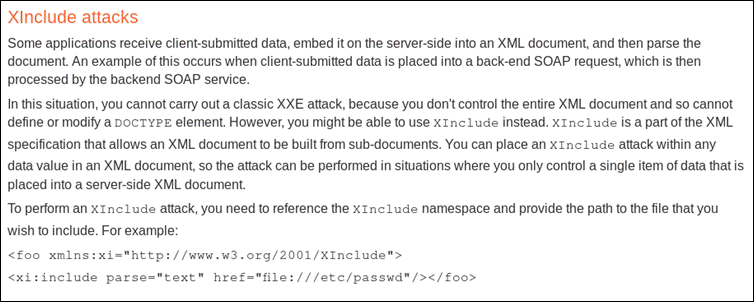 XInclude attacks
Some applications receive client-submitted data, embed it on the server-side into an XML document, and then parse the
document. An example of this occurs when client-submitted data is placed into a back-end SOAP request, which is then
processed by the backend SOAP service.
In this situation, you cannot carry out a classic XXE attack, because you don't control the entire XML document and so cannot
define or modify a DOCTYPE element. However, you might be able to use XInclude instead. XInclude is a part of the XML
specification that allows an XML document to be built from sub-documents. You can place an XInclude attack within any
data value in an XML document, so the attack can be performed in situations where you only control a single item of data that is
placed into a server-side XML document.
To perform an XInclude attack, you need to reference the XInclude namespace and provide the path to the file that you
wish to include. For example:
<foo xmlns:xi="http://www.w3.org/2001/XInclude">
<xi:include parse="text" href="file:///etc/passwd"/></foo>